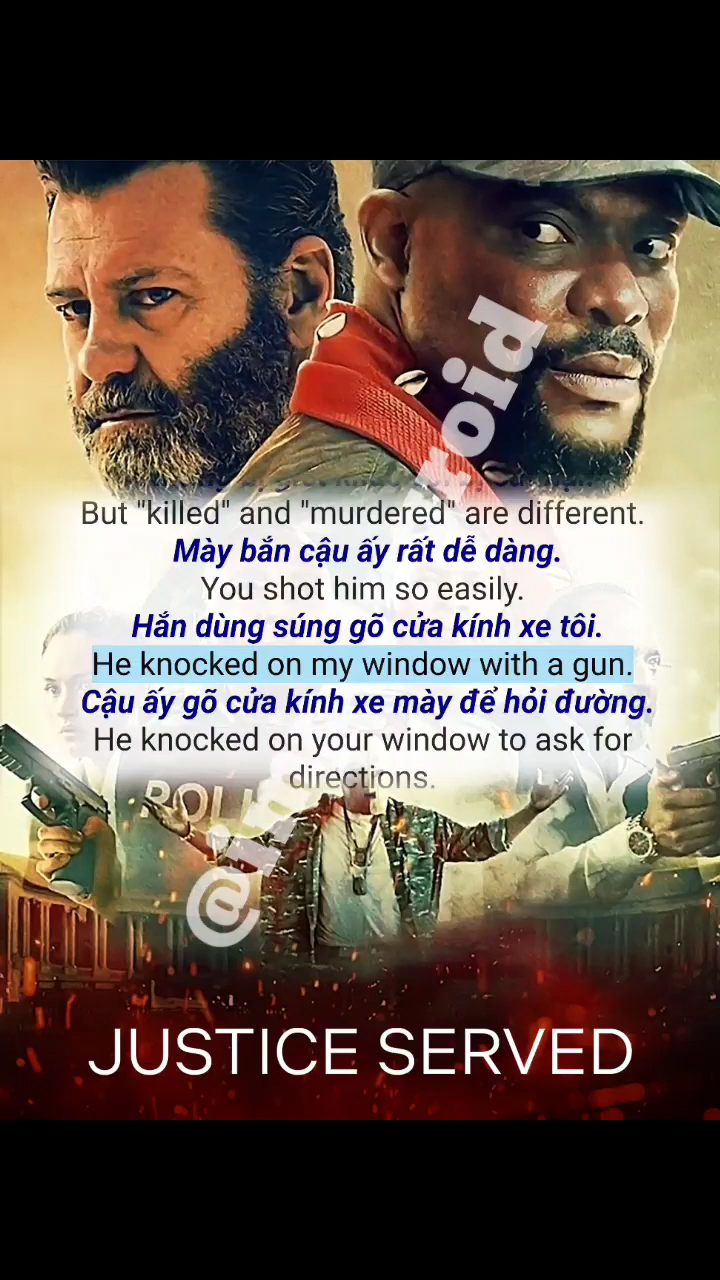 But "killed" and "murdered" are different.
Mày bắn cậu ấy rất dễ dàng.
You shot him so easily.
Hắn dùng súng gõ cửa kính xe tôi.
He knocked on my window with a gun.
Cậu ấy gõ cửa kính xe mày để hỏi đường.
He knocked on your window to ask for
directions.
JUSTICE SERVED